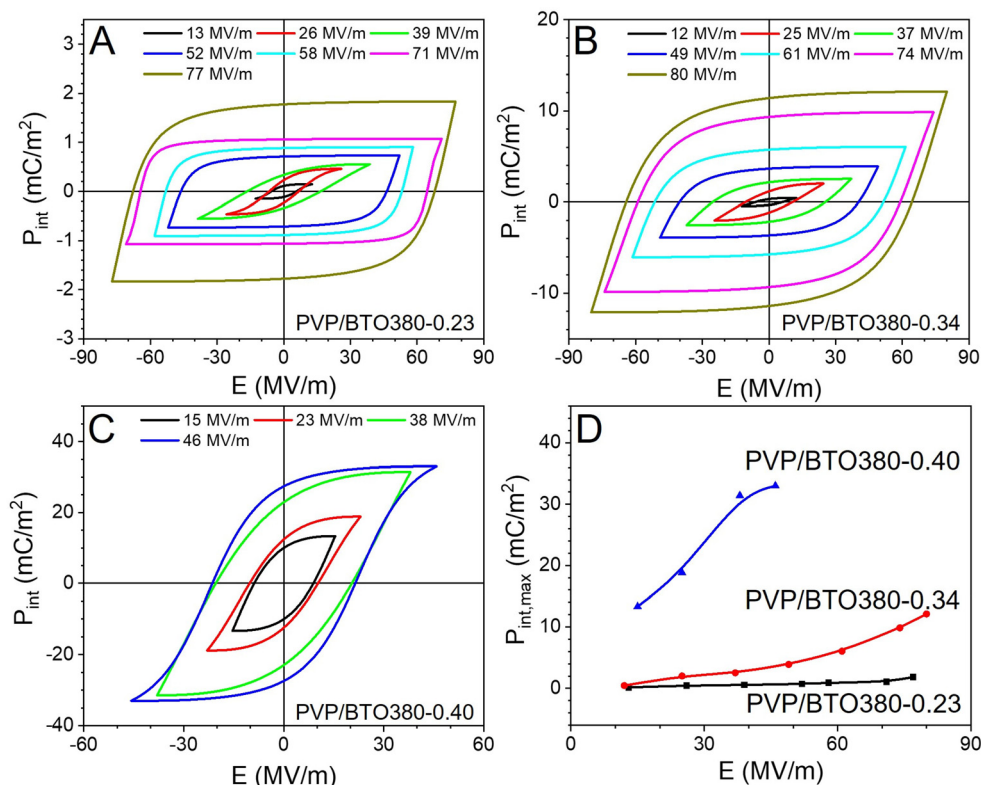 A
13 MV/m 26 MV/m 39 MV/m
52 MV/m 58 MV/m 71 MV/m
77 MV/m
3
2
1
0
-1
-2
-3
P_int (mC/m²)
-90 -60 -30 0 30 60 90
E (MV/m)
PVP/BTO380-0.23
B
12 MV/m 25 MV/m 37 MV/m
49 MV/m 61 MV/m 74 MV/m
80 MV/m
20
10
0
-10
P_int (mC/m²)
-90 -60 -30 0 30 60 90
E (MV/m)
PVP/BTO380-0.34
C
15 MV/m 23 MV/m 38 MV/m
46 MV/m
40
20
0
-20
-40
P_int (mC/m²)
-60 -30 0 30 60
E (MV/m)
PVP/BTO380-0.40
D
PVP/BTO380-0.40
PVP/BTO380-0.34
PVP/BTO380-0.23
40
30
20
10
0
P_int,max (mC/m²)
0 30 60 90
E (MV/m)